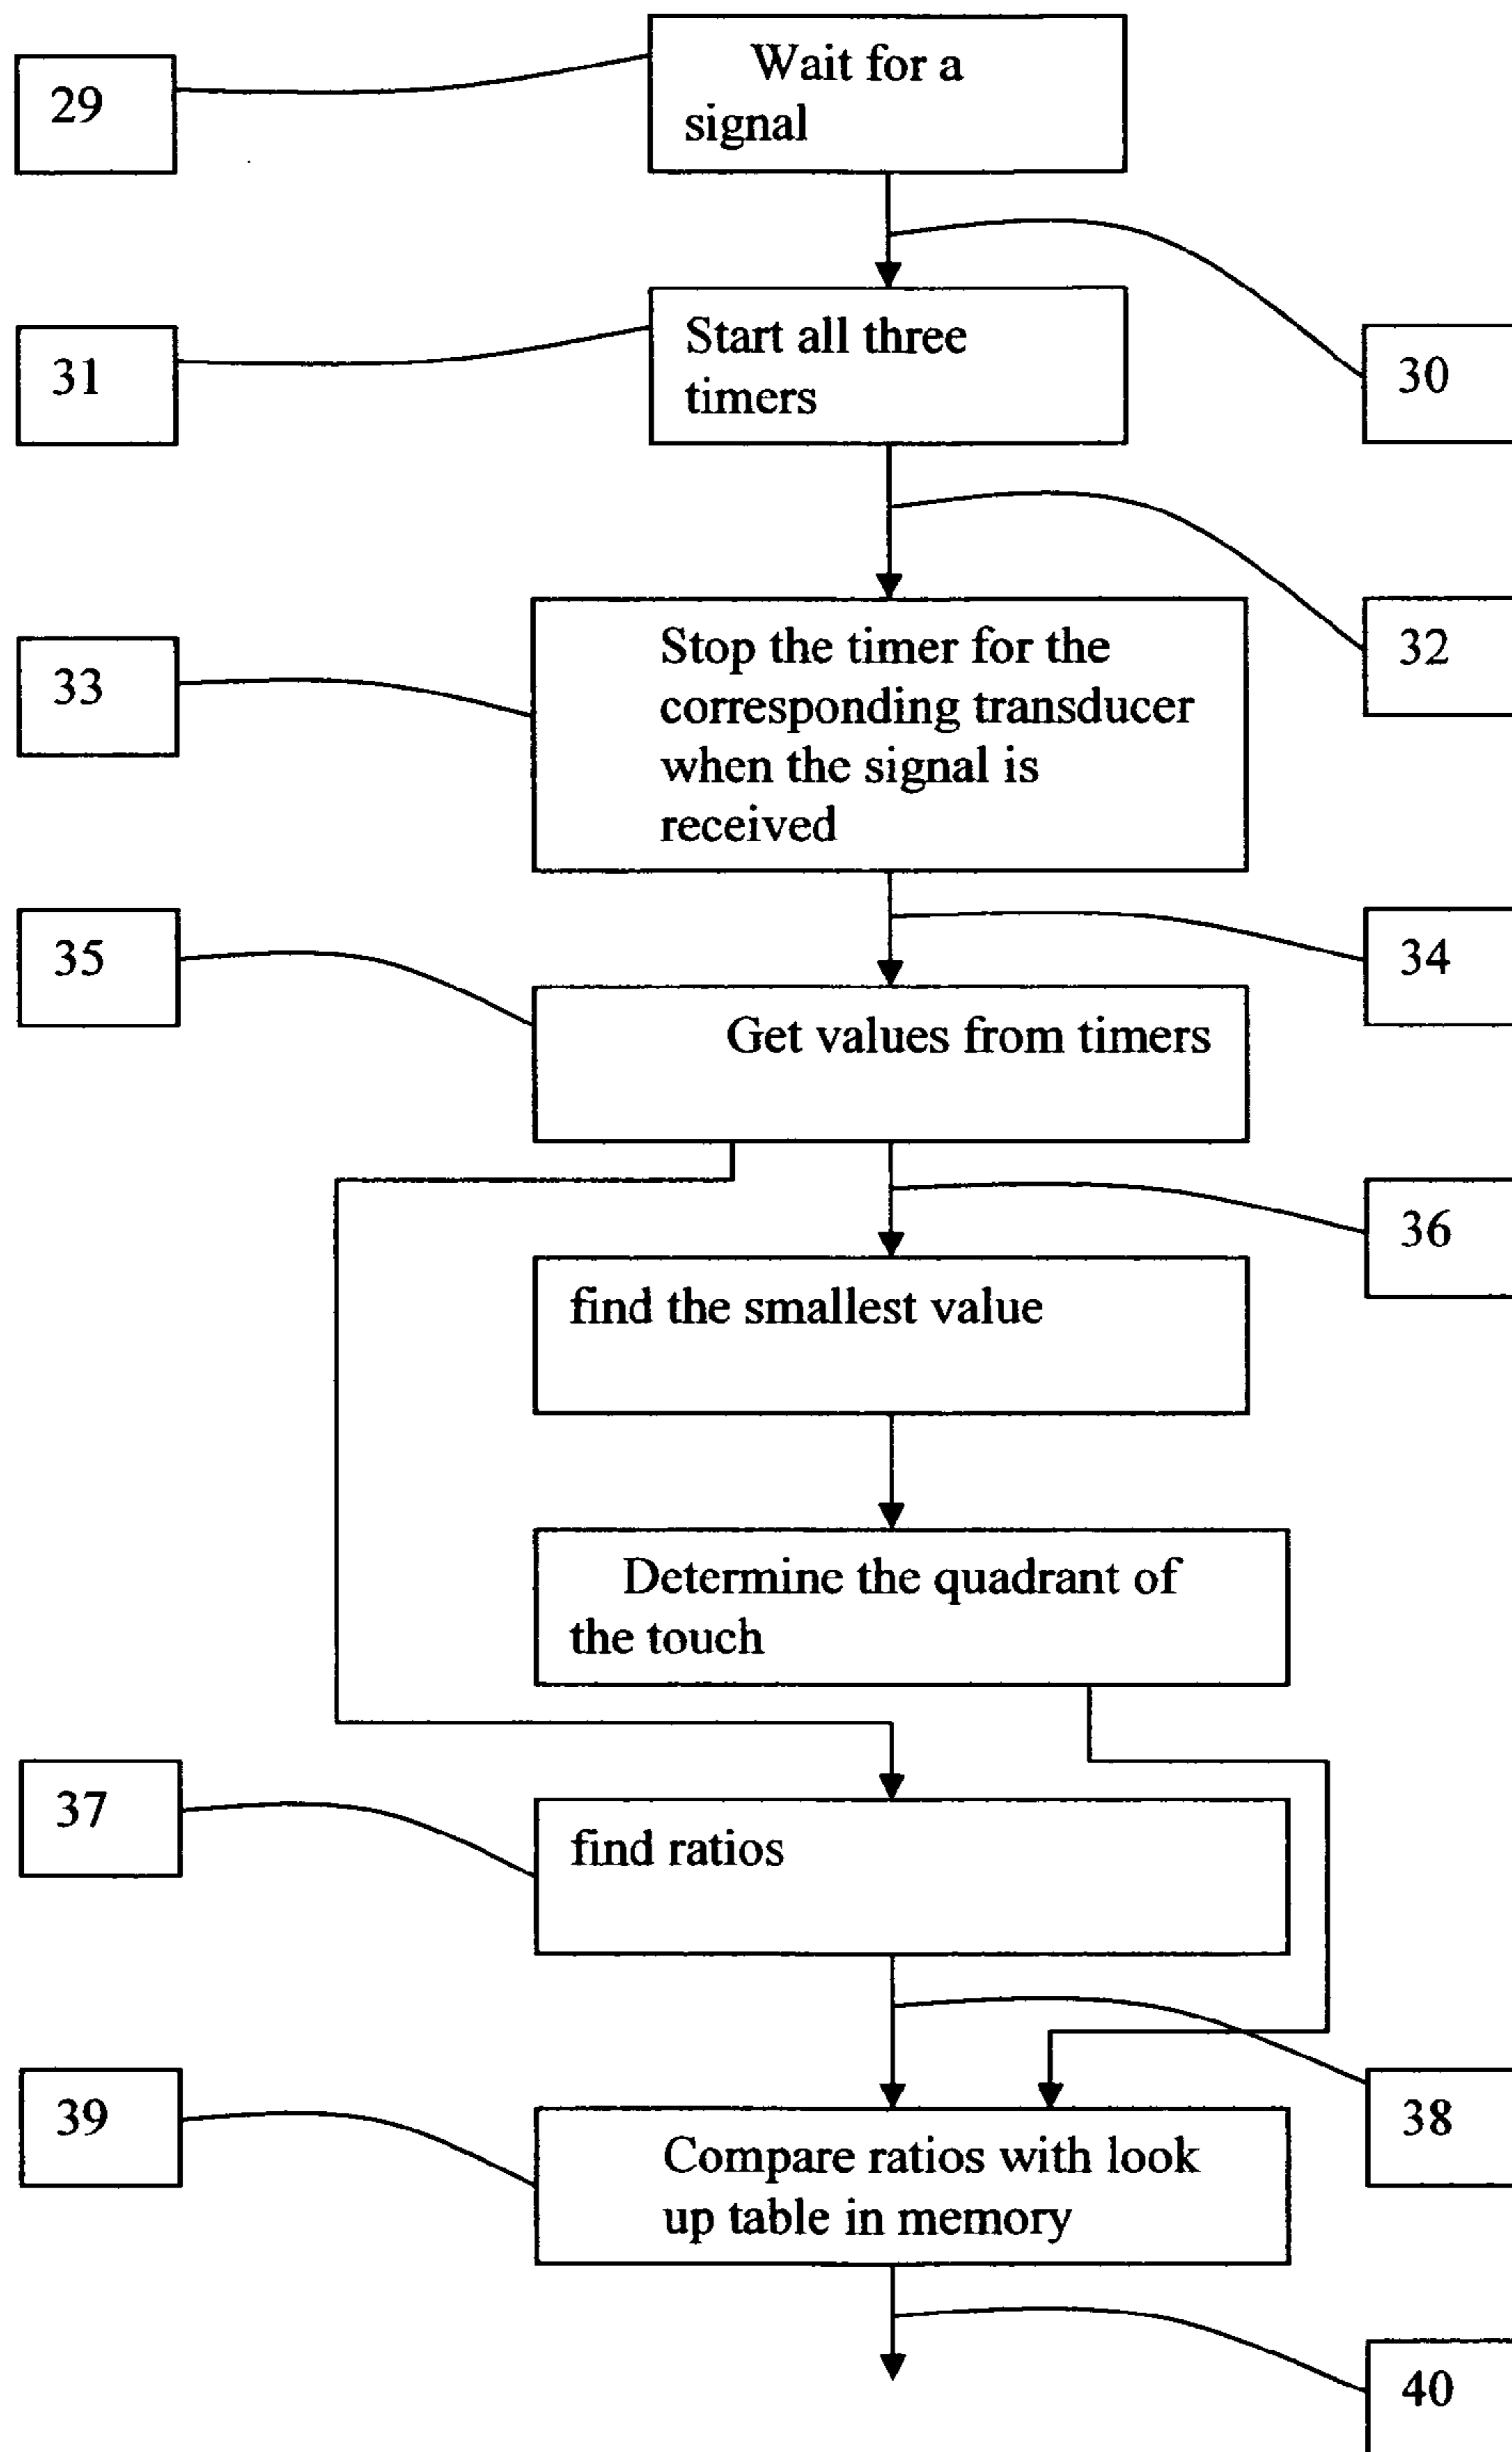 Wait for a
signal
29
Start all three
timers
31
30
Stop the timer for the
corresponding transducer
when the signal is
received
33
32
35
34
Get values from timers
36
find the smallest value
Determine the quadrant of
the touch
37
find ratios
39
38
Compare ratios with look
up table in memory
40